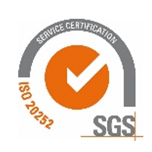 SERVICE CERTIFICATION
ISO 20252
SGS